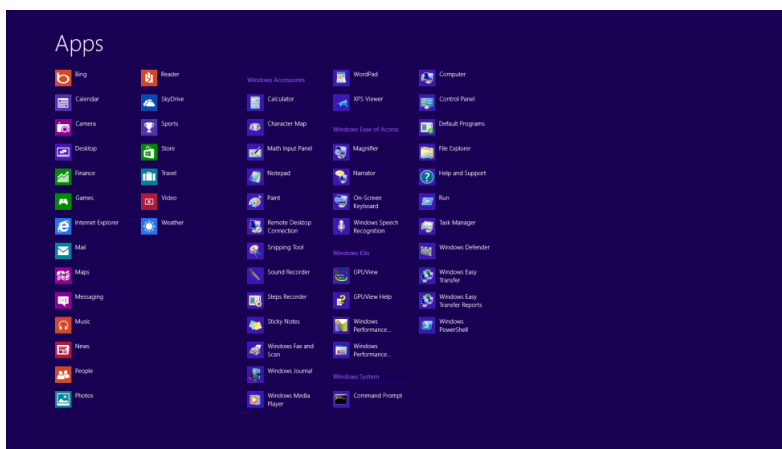 Apps
Bing
Calendar
Camera
Desktop
Finance
Games
Internet Explorer
Mail
Maps
Messaging
Music
News
People
Photos
Reader
SkyDrive
Sports
Store
Travel
Video
Weather
Windows Accessories
Calculator
Character Map
Math Input Panel
Notepad
Paint
Remote Desktop
Connection
Snipping Tool
Sound Recorder
Steps Recorder
Sticky Notes
Windows Fax and
Scan
Windows Journal
Windows Media
Player
WordPad
XPS Viewer
Windows Ease of Access
Magnifier
Narrator
On-Screen
Keyboard
Windows Speech
Recognition
Windows Kits
GPUView
GPUView Help
Windows
Performance...
Windows
Performance...
Windows System
Command Prompt
Computer
Control Panel
Default Programs
File Explorer
Help and Support
Run
Task Manager
Windows Defender
Windows Easy
Transfer
Windows Easy
Transfer Reports
Windows
PowerShell